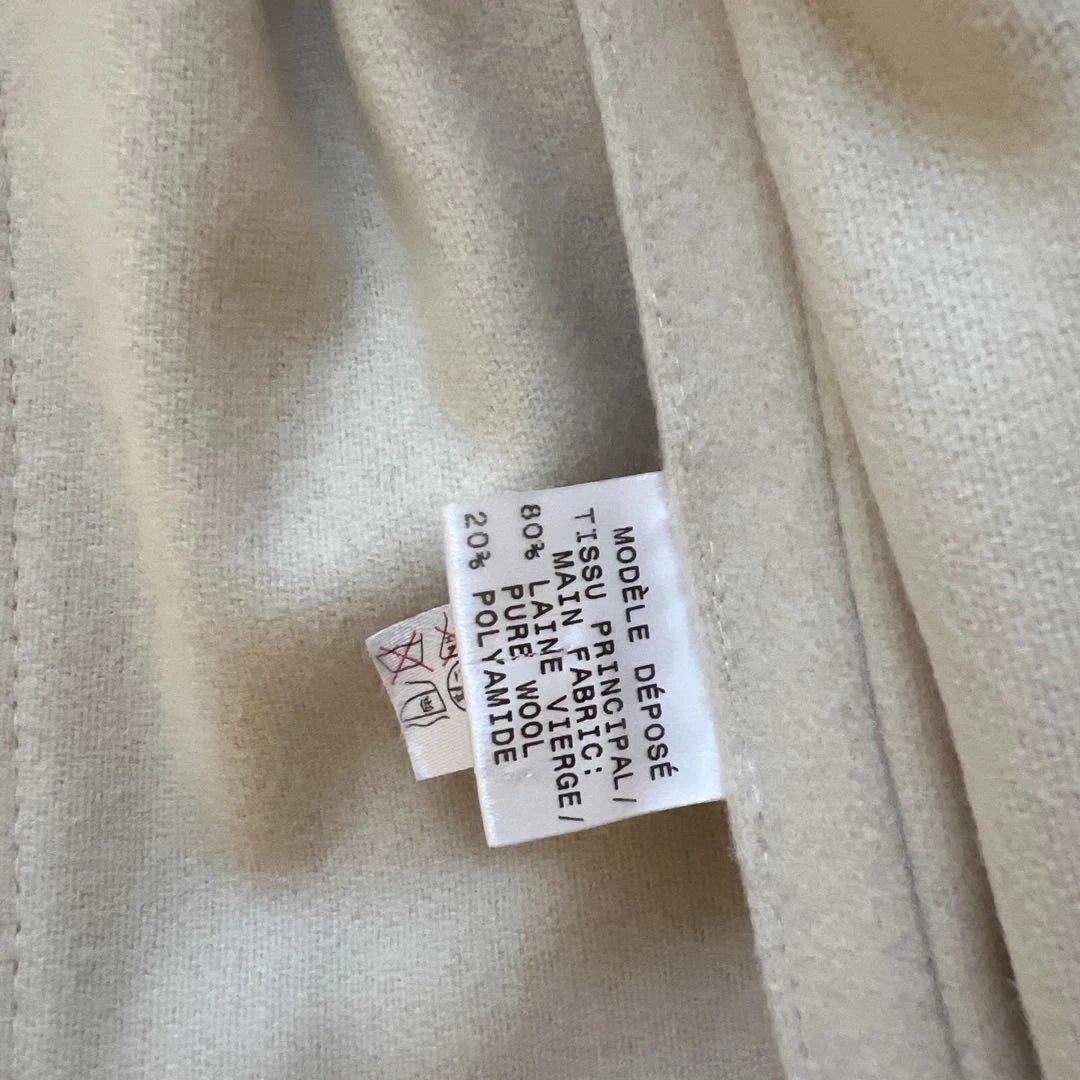 MODÈLE DÉPOSÉ
TISSU PRINCIPAL/
MAIN FABRIC:
80% LAINE VIERGE/
PURE WOOL
20% POLYAMIDE